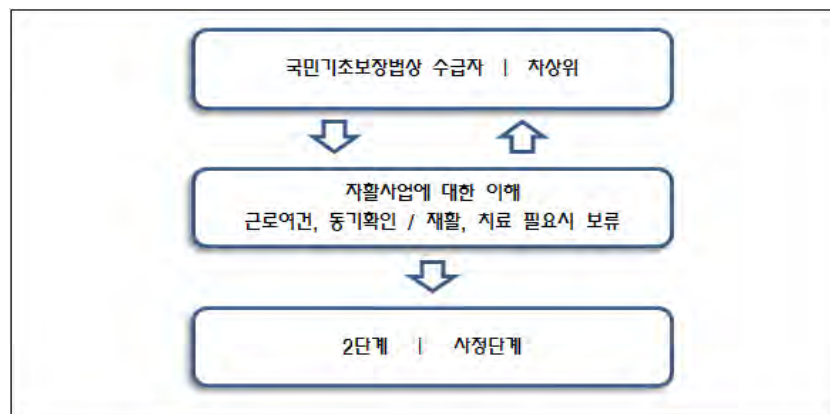 국민기초보장법상 수급자 | 차상위
자활사업에 대한 이해
근로여건, 동기확인 / 재활, 치료 필요시 보류
2단계 | 사정단계